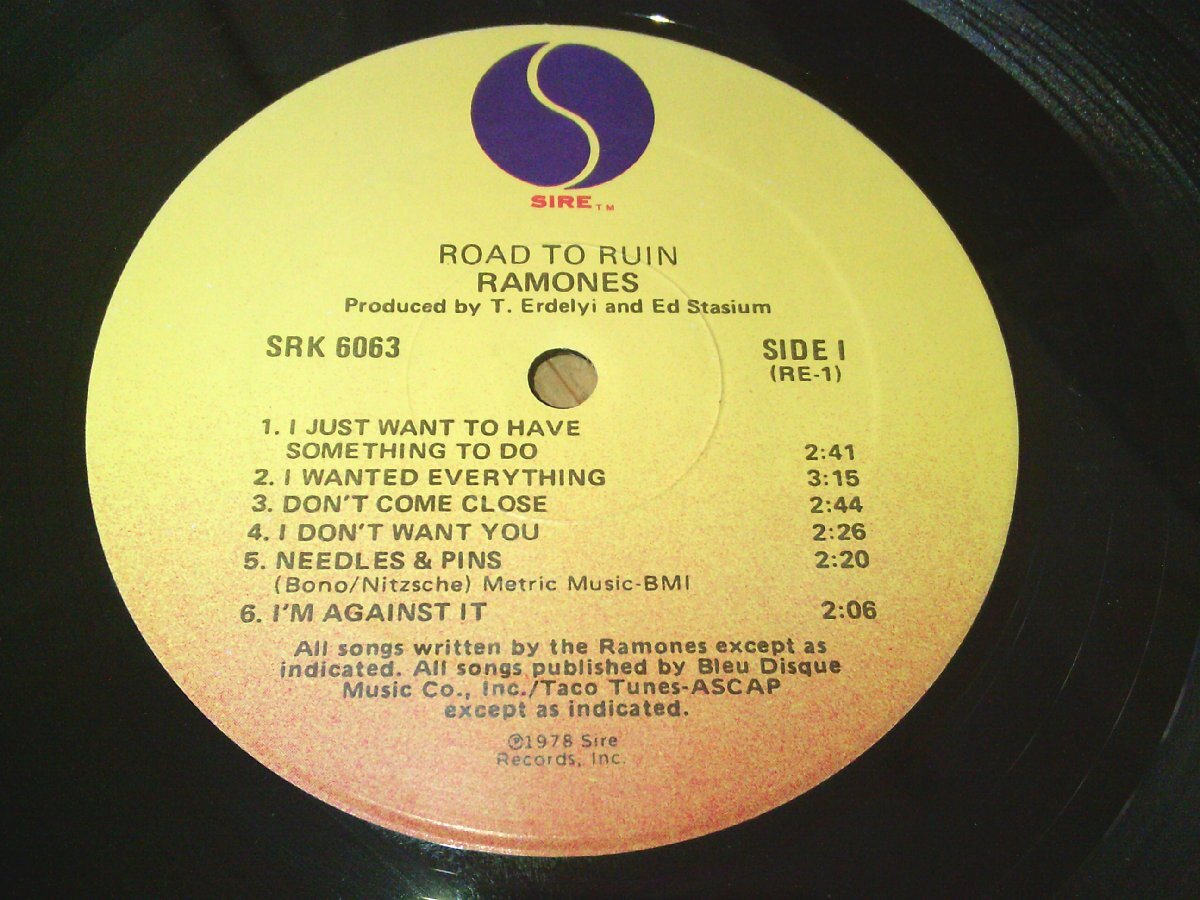 SIRE™
ROAD TO RUIN
RAMONES
Produced by T. Erdelyi and Ed Stasium
SRK 6063 SIDE I
(RE-1)
1. I JUST WANT TO HAVE
SOMETHING TO DO 2:41
2. I WANTED EVERYTHING 3:15
3. DON'T COME CLOSE 2:44
4. I DON'T WANT YOU 2:26
5. NEEDLES & PINS 2:20
(Bono/Nitzsche) Metric Music-BMI
6. I'M AGAINST IT 2:06
All songs written by the Ramones except as
indicated. All songs published by Bleu Disque
Music Co., Inc./Taco Tunes-ASCAP
except as indicated.
℗1978 Sire
Records, Inc.